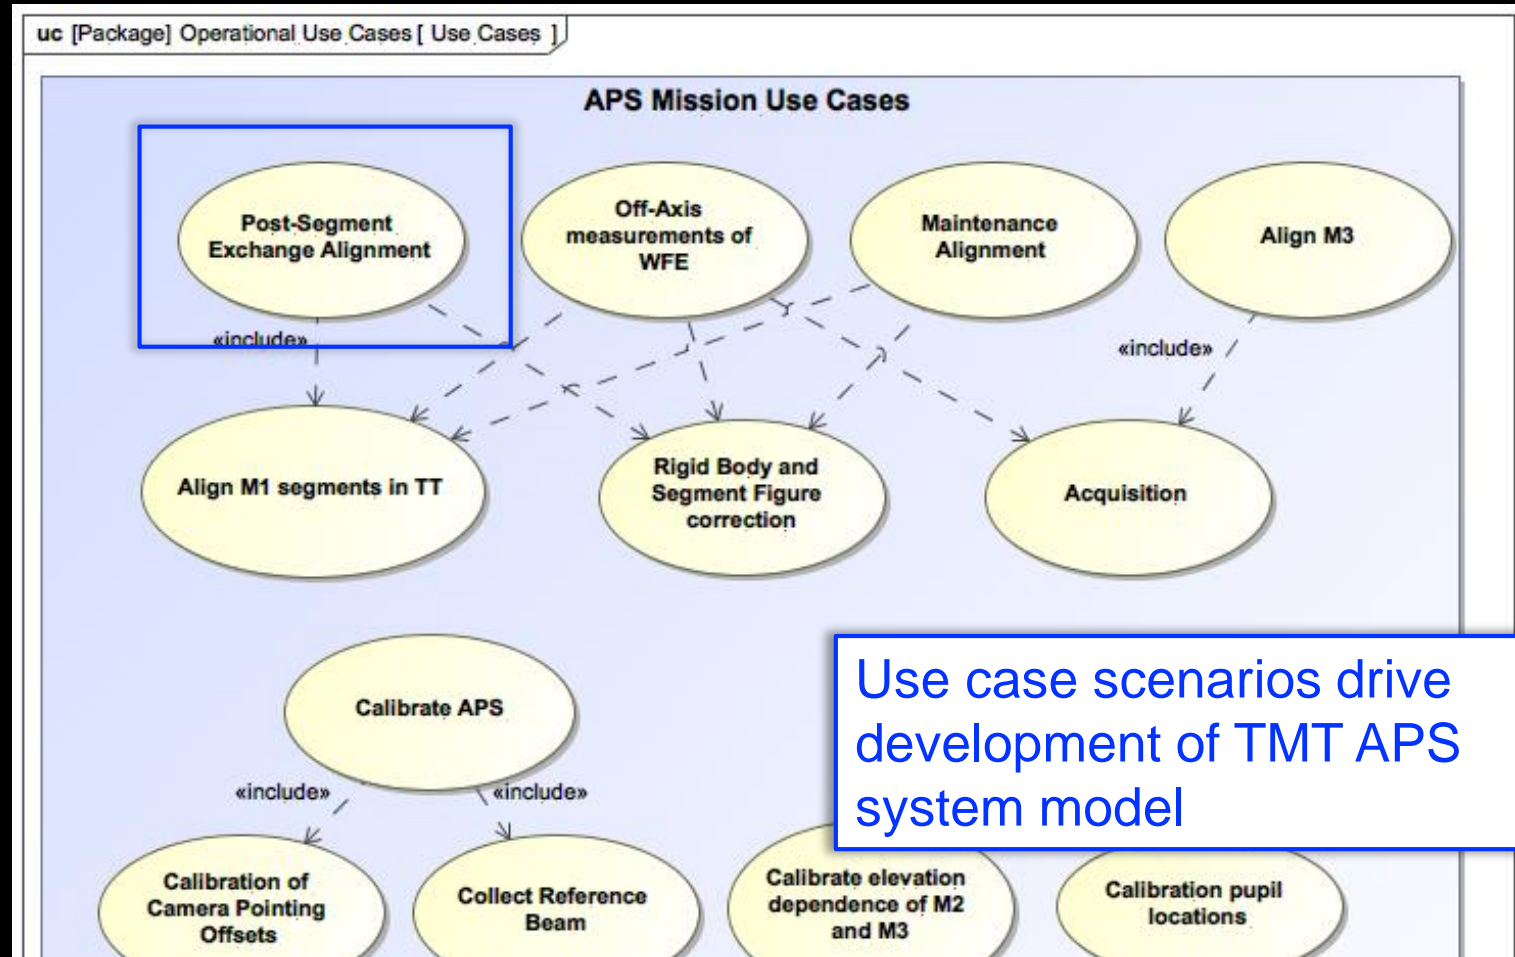 uc [Package] Operational Use Cases [ Use Cases ]
APS Mission Use Cases
Post-Segment
Exchange Alignment
Off-Axis
measurements of
WFE
Maintenance
Alignment
Align M3
«include»
«include»
Align M1 segments in TT
Rigid Body and
Segment Figure
correction
Acquisition
Calibrate APS
Use case scenarios drive
development of TMT APS
system model
«include»
«include»
Calibration of
Camera Pointing
Offsets
Collect Reference
Beam
Calibrate elevation
dependence of M2
and M3
Calibration pupil
locations